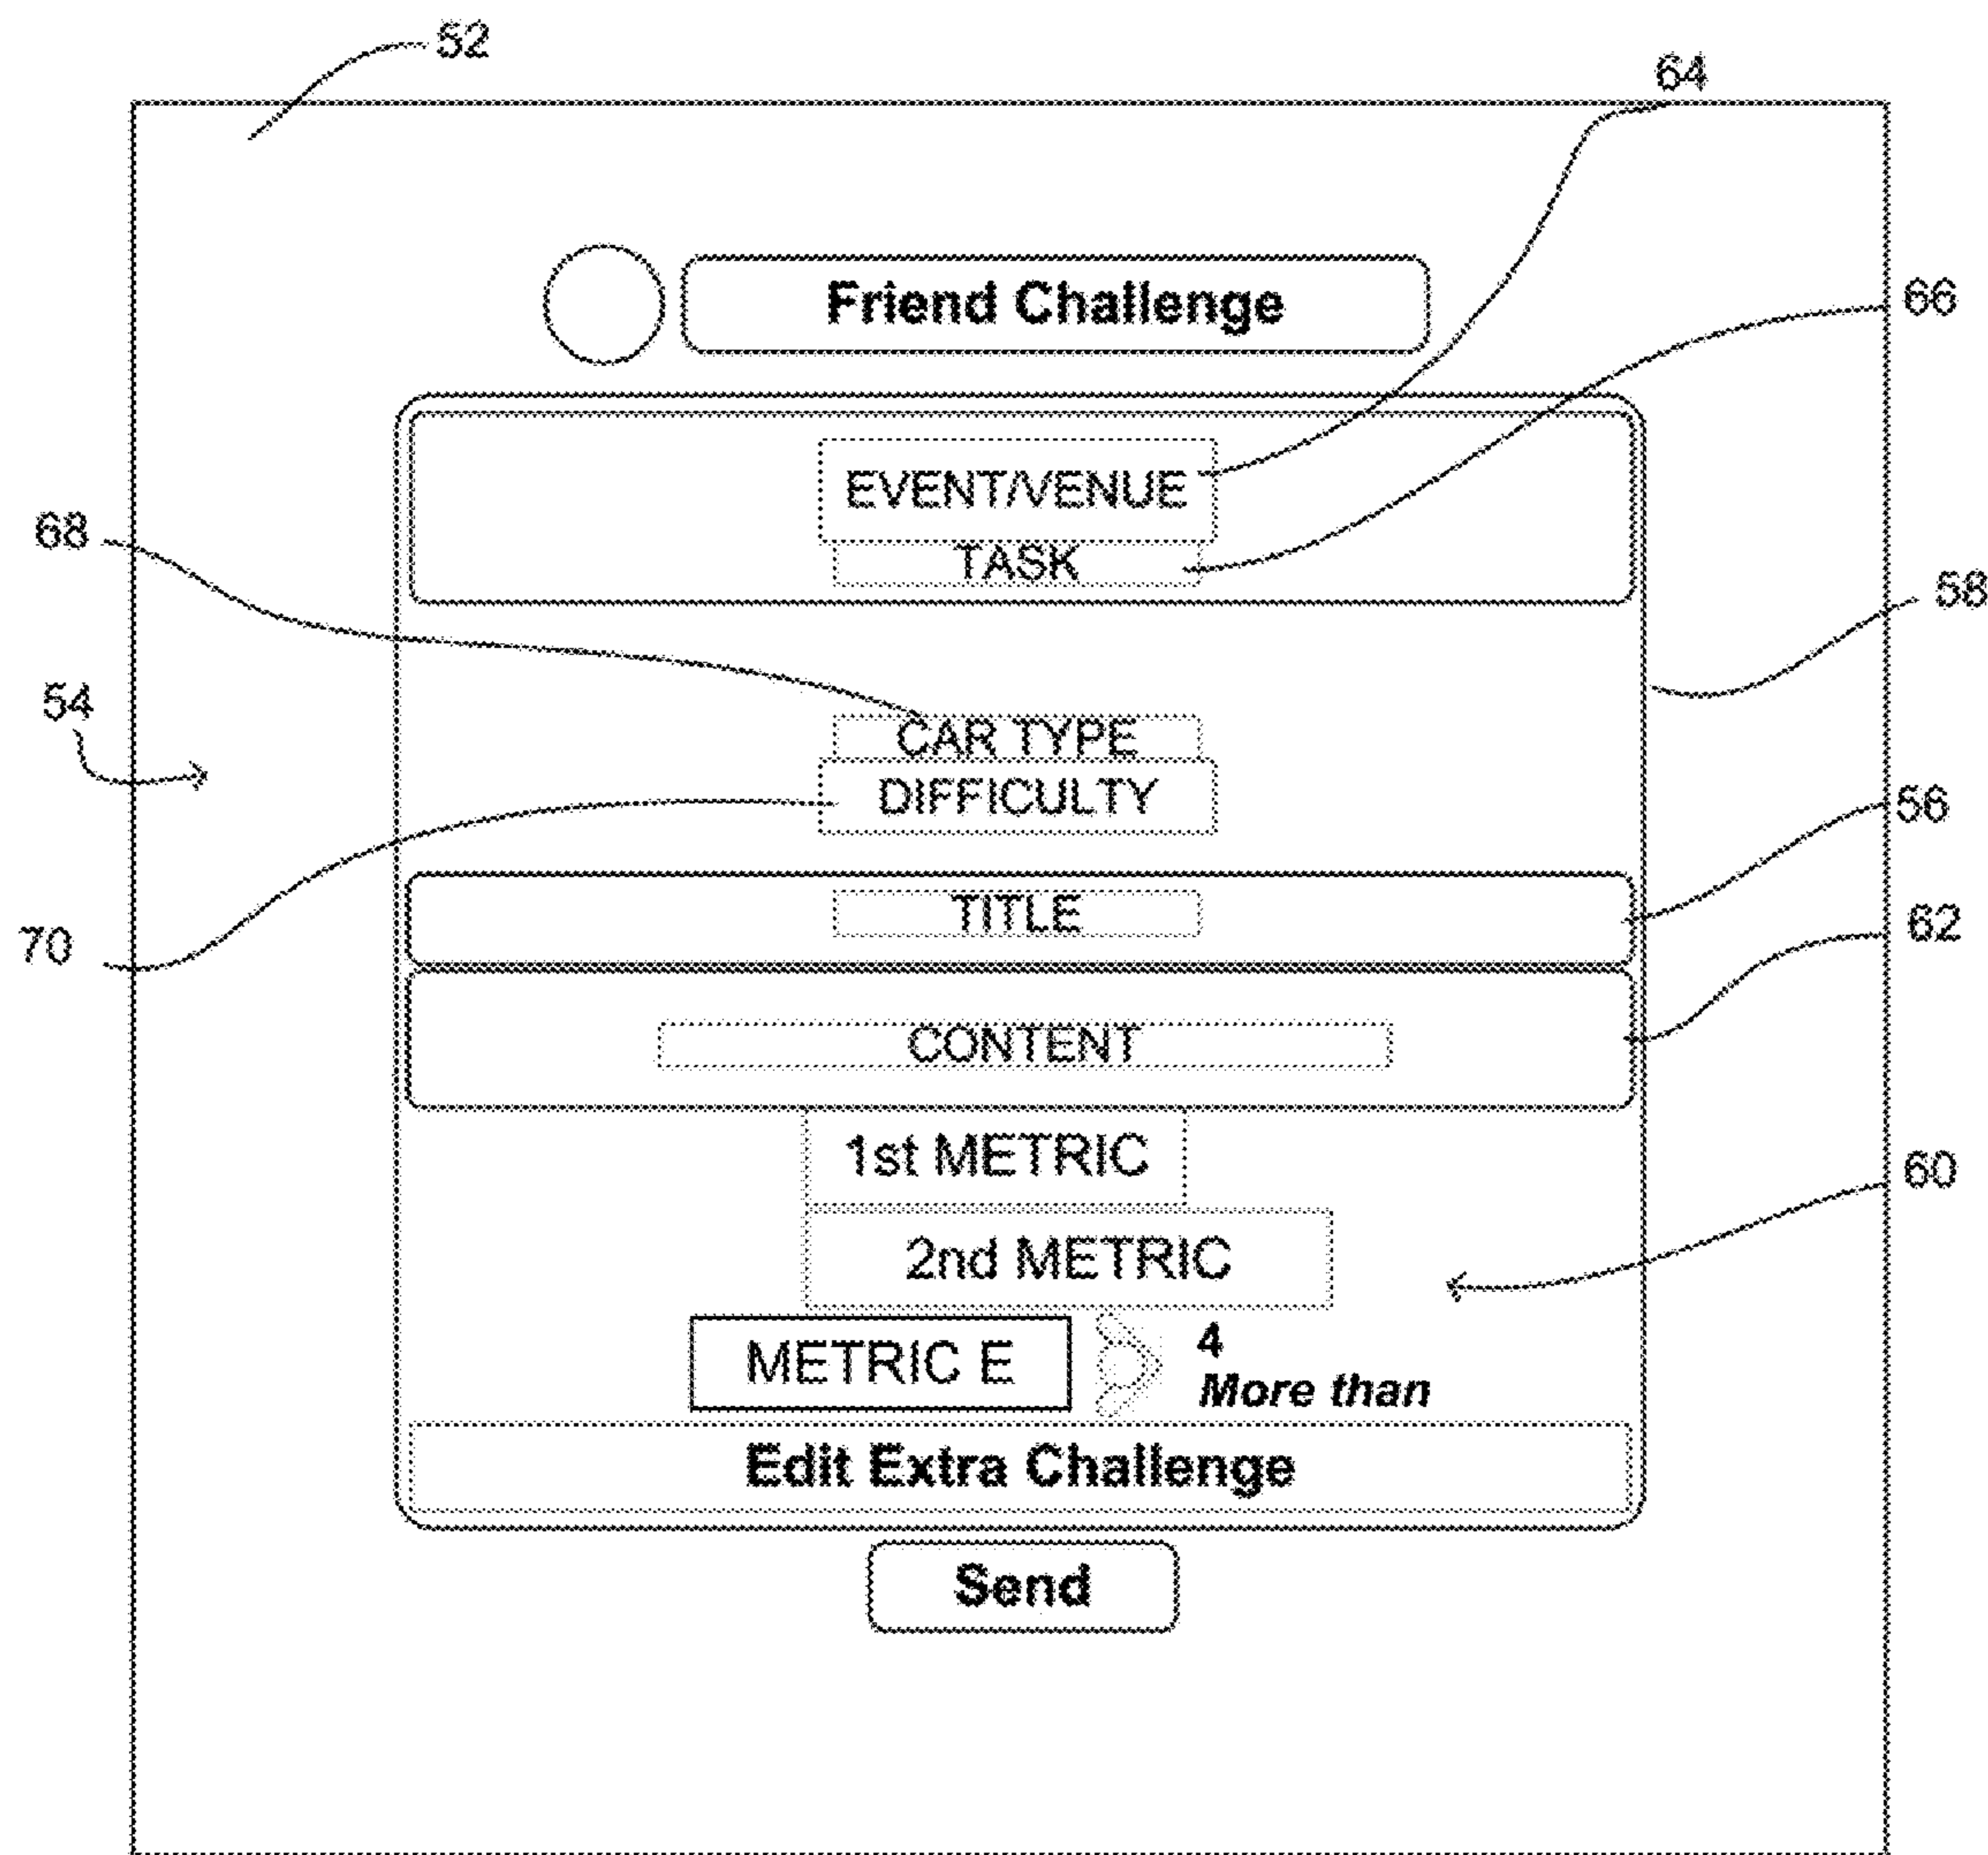 52
64
Friend Challenge
66
EVENT/VENUE
68
TASK
58
54
CAR TYPE
DIFFICULTY
56
TITLE
62
70
CONTENT
1st METRIC
60
2nd METRIC
4
METRIC E
More than
Edit Extra Challenge
Send